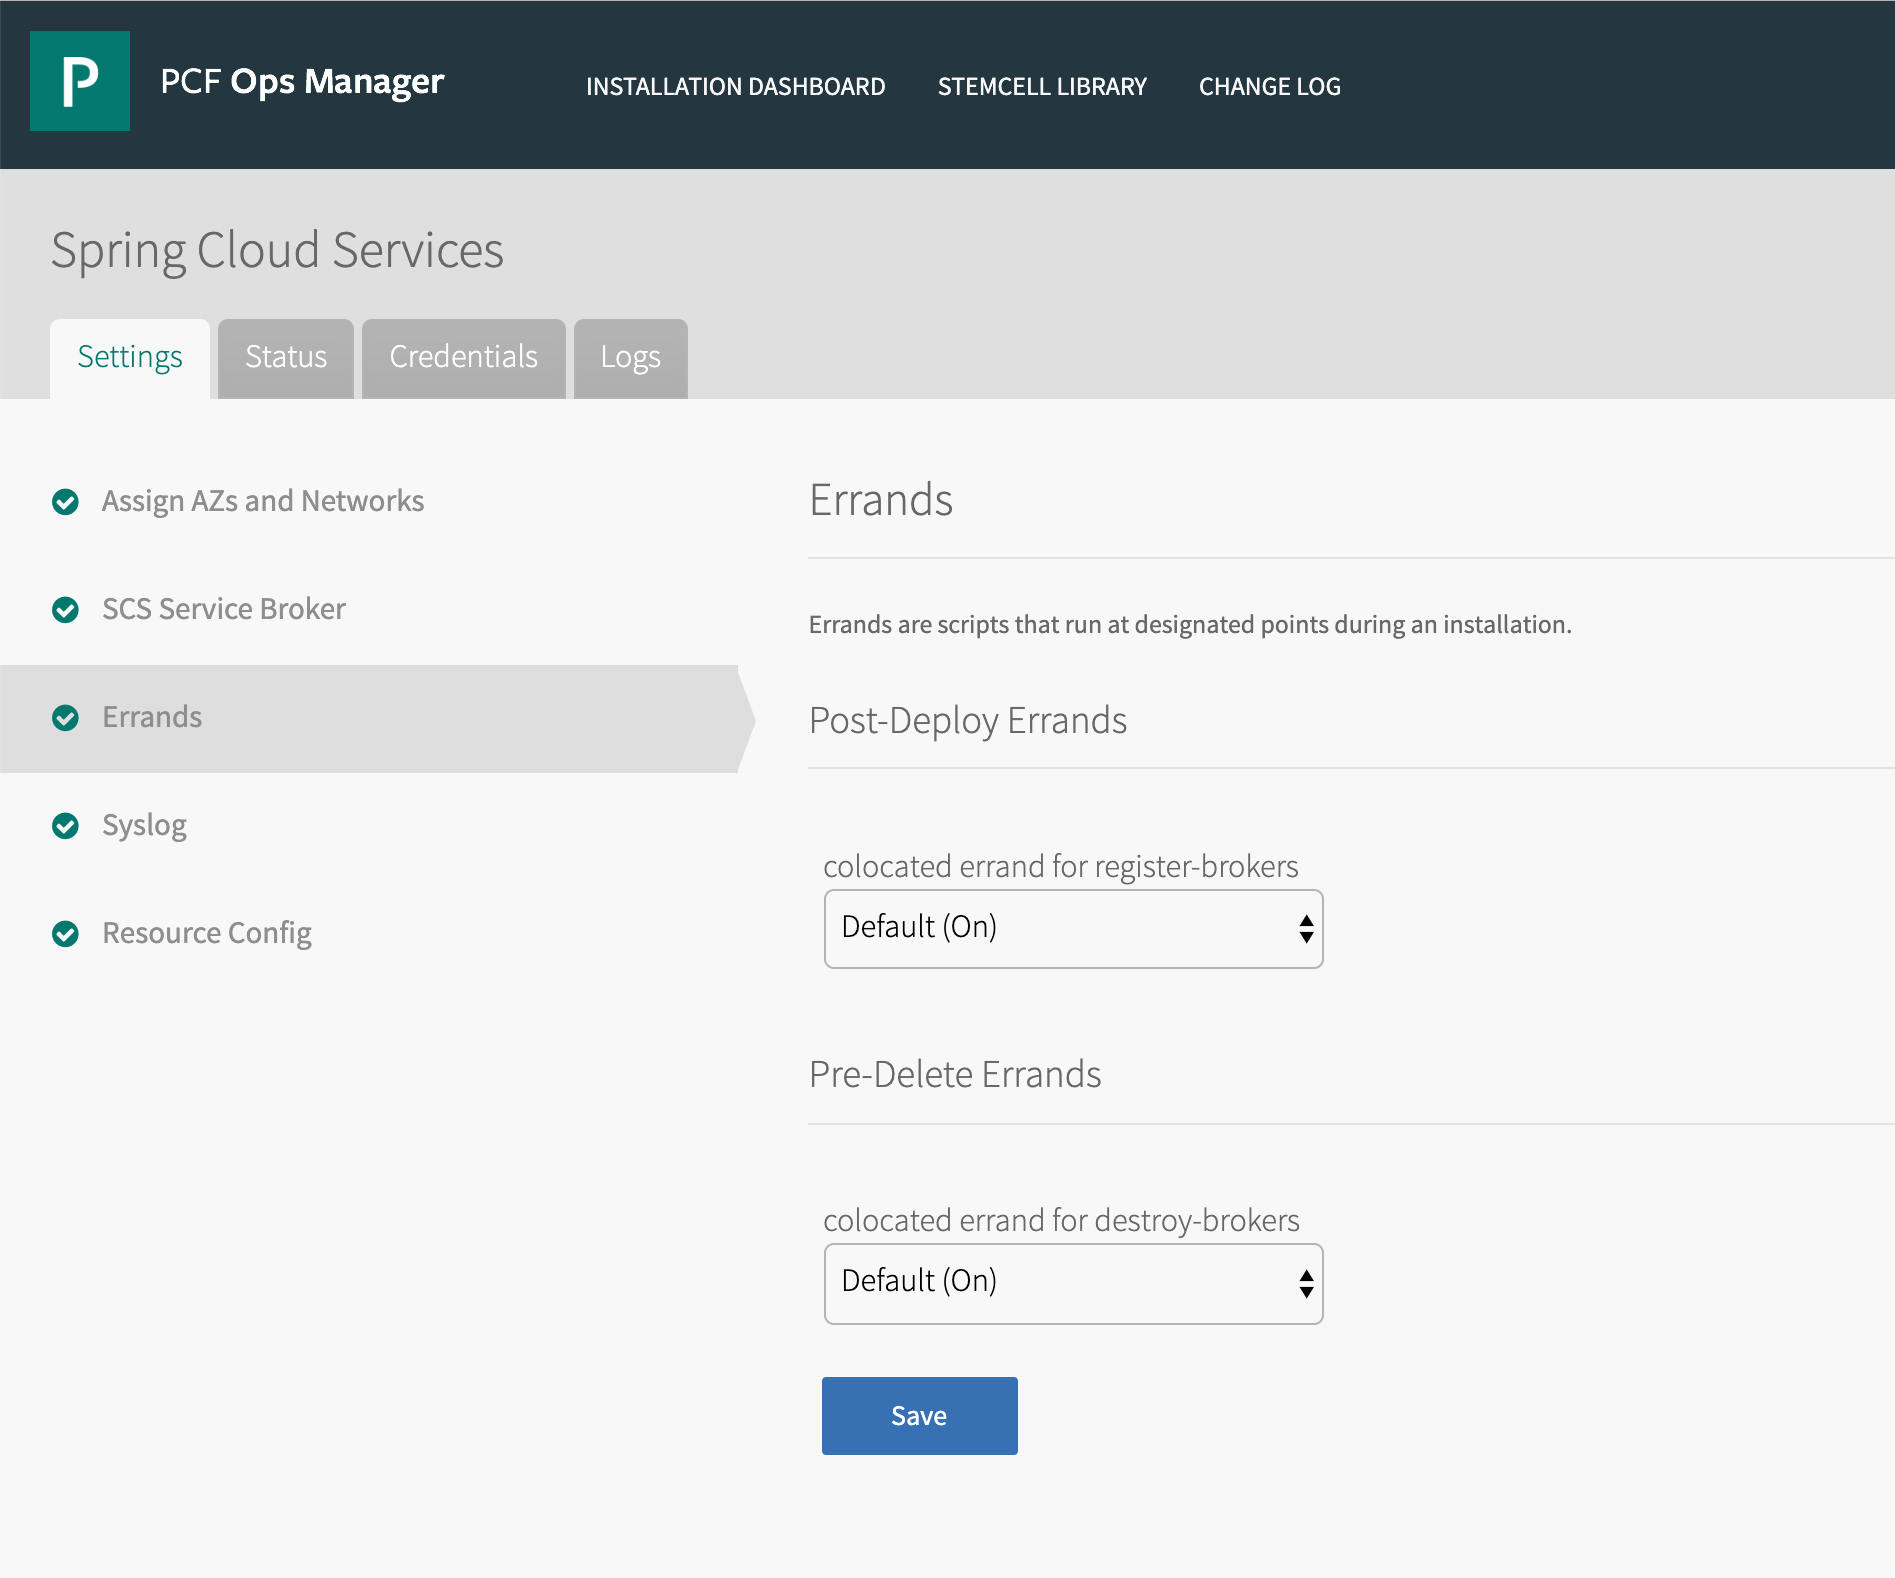 P
PCF Ops Manager
INSTALLATION DASHBOARD
STEMCELL LIBRARY
CHANGE LOG
Spring Cloud Services
Settings
Status
Credentials
Logs
Assign AZs and Networks
SCS Service Broker
Errands
Syslog
Resource Config
Errands
Errands are scripts that run at designated points during an installation.
Post-Deploy Errands
colocated errand for register-brokers
Default (On)
Pre-Delete Errands
colocated errand for destroy-brokers
Default (On)
Save